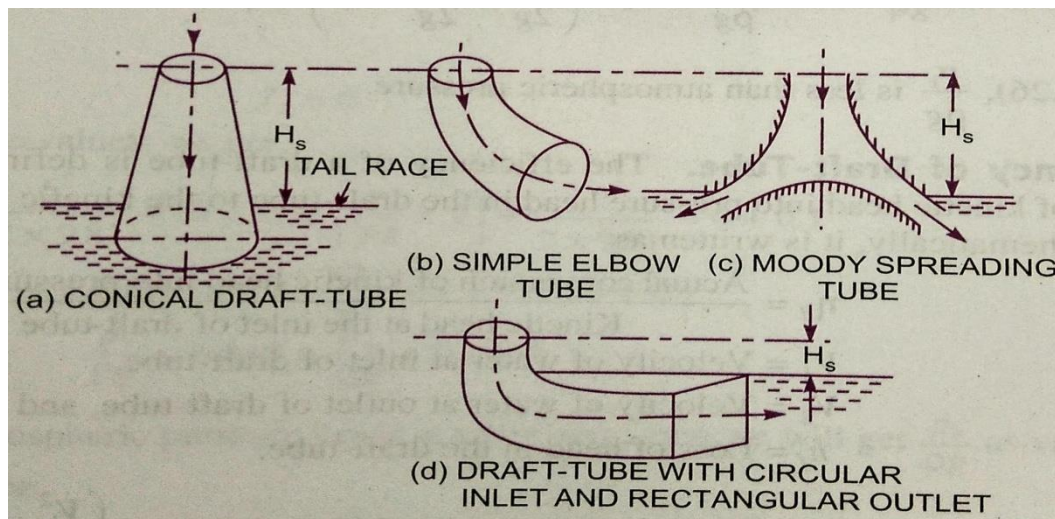 H_s
TAIL RACE
H_s
(a) CONICAL DRAFT-TUBE
(b) SIMPLE ELBOW
TUBE
(c) MOODY SPREADING
TUBE
H_s
(d) DRAFT-TUBE WITH CIRCULAR
INLET AND RECTANGULAR OUTLET